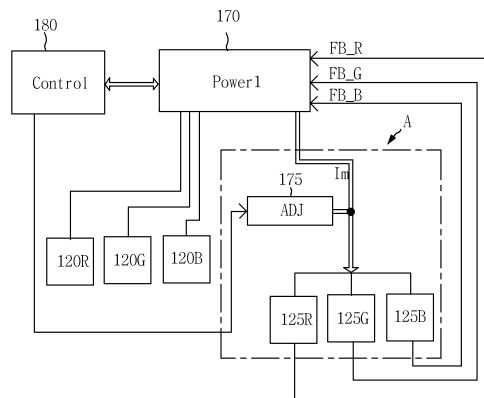 180
170
Control
Power1
FB_R
FB_G
FB_B
A
Im
175
ADJ
120R
120G
120B
125R
125G
125B